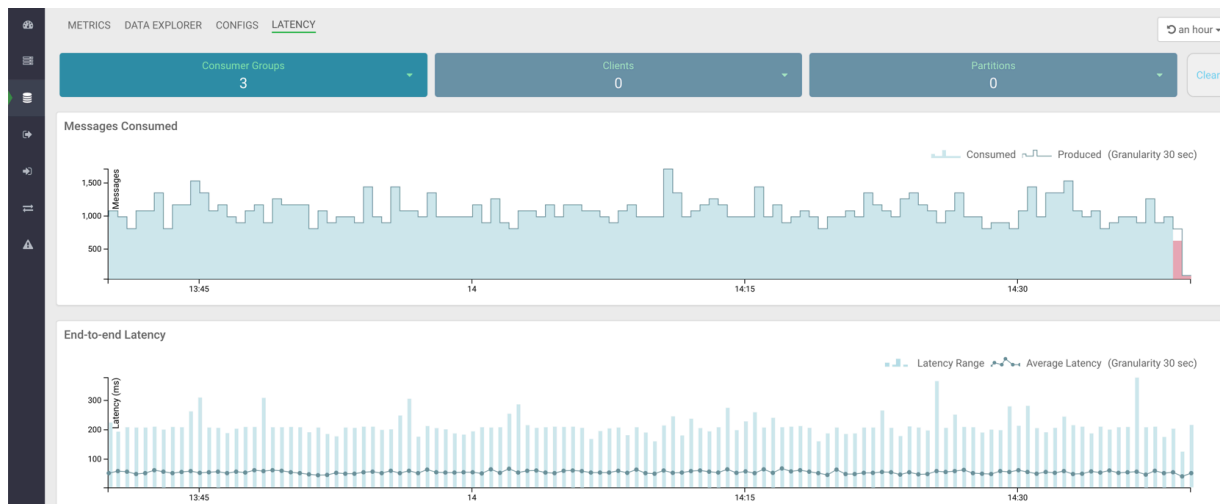 METRICS DATA EXPLORER CONFIGS LATENCY
an hour
Consumer Groups
3
Clients
0
Partitions
0
Clear
Messages Consumed
Consumed Produced (Granularity 30 sec)
Messages
1,500
1,000
500
13:45 14 14:15 14:30
End-to-end Latency
Latency Range Average Latency (Granularity 30 sec)
Latency (ms)
300
200
100
13:45 14 14:15 14:30